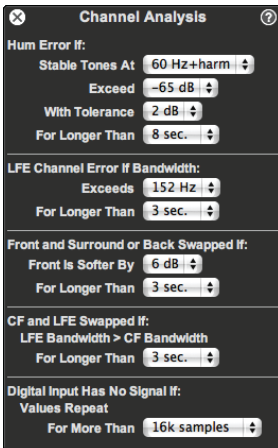 Channel Analysis
Hum Error If:
Stable Tones At 60 Hz+harm
Exceed -65 dB
With Tolerance 2 dB
For Longer Than 8 sec.
LFE Channel Error If Bandwidth:
Exceeds 152 Hz
For Longer Than 3 sec.
Front and Surround or Back Swapped If:
Front Is Softer By 6 dB
For Longer Than 3 sec.
CF and LFE Swapped If:
LFE Bandwidth > CF Bandwidth
For Longer Than 3 sec.
Digital Input Has No Signal If:
Values Repeat
For More Than 16k samples